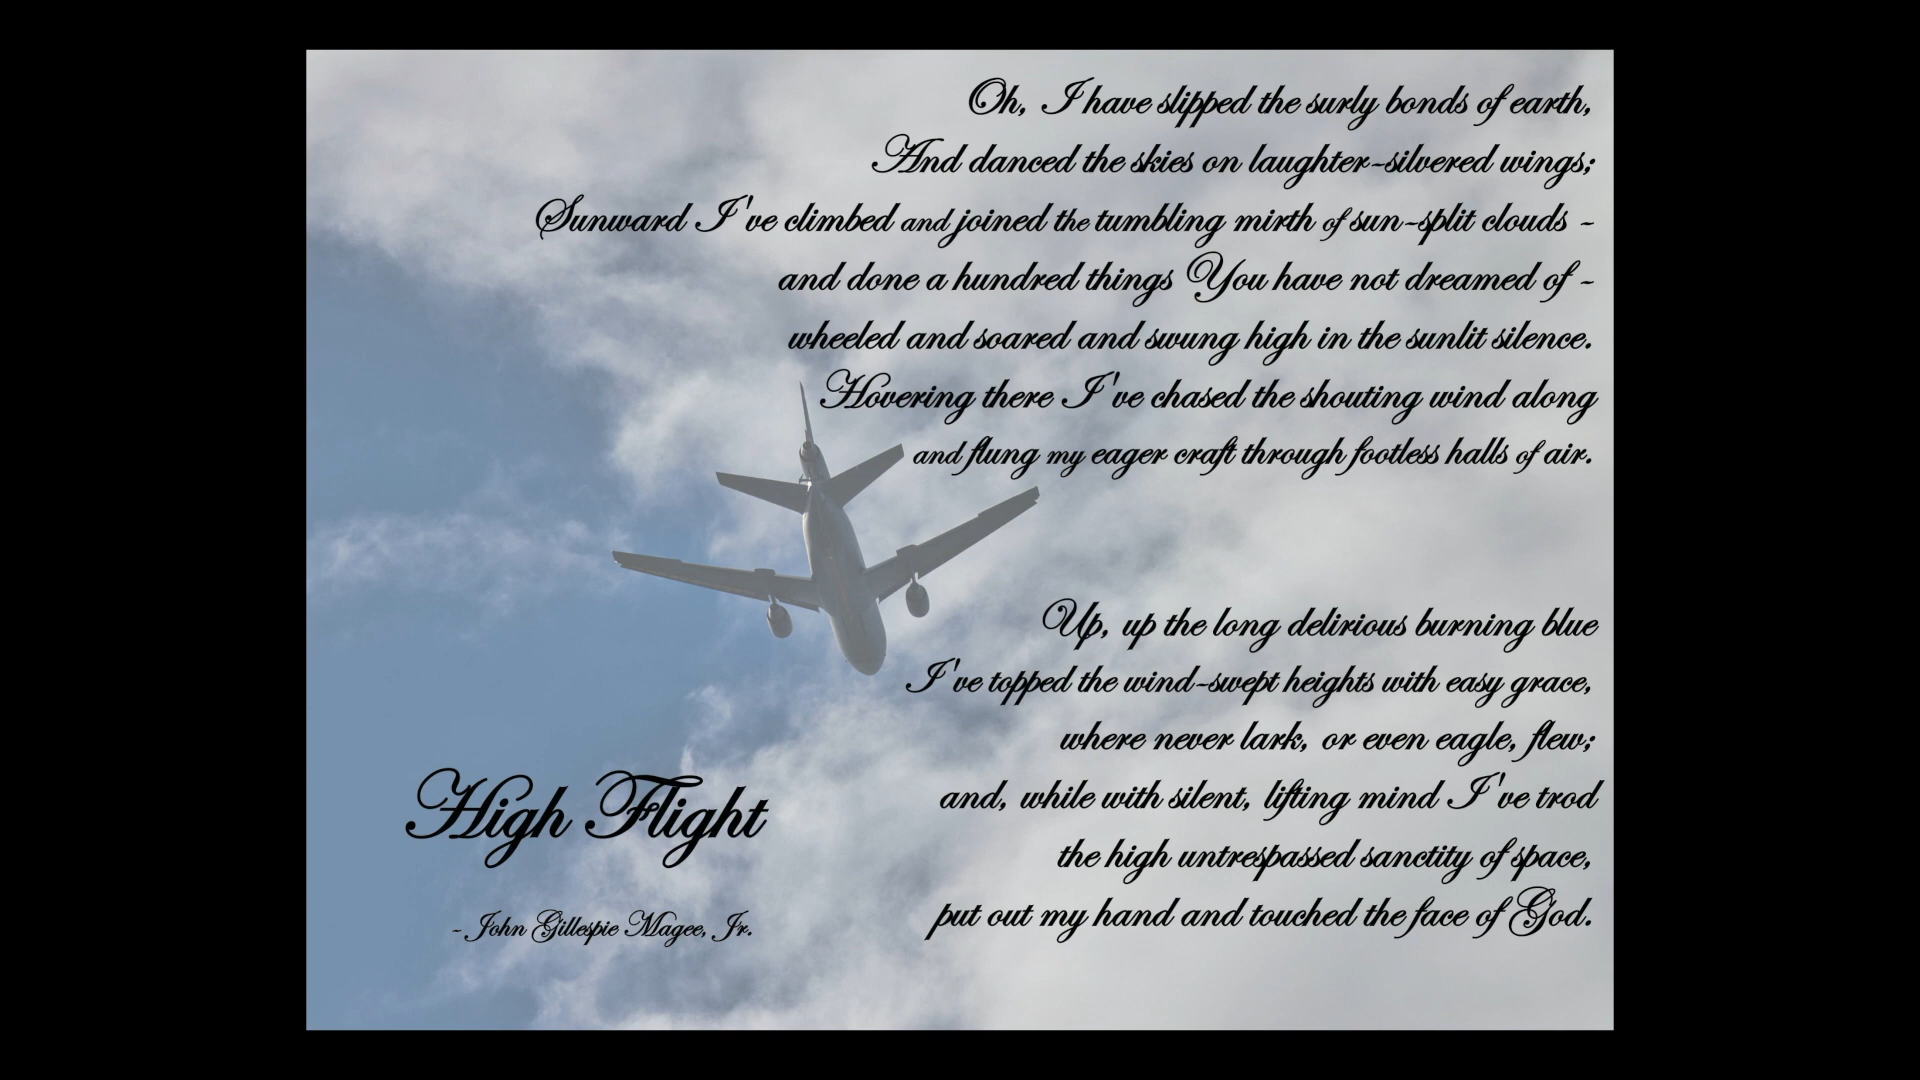 Oh, I have slipped the surly bonds of earth,
And danced the skies on laughter-silvered wings;
Sunward I've climbed and joined the tumbling mirth of sun-split clouds -
and done a hundred things You have not dreamed of -
wheeled and soared and swung high in the sunlit silence.
Hovering there I've chased the shouting wind along
and flung my eager craft through footless halls of air.
Up, up the long delirious burning blue
I've topped the wind-swept heights with easy grace,
where never lark, or even eagle, flew;
and, while with silent, lifting mind I've trod
the high untrespassed sanctity of space,
put out my hand and touched the face of God.
High Flight
- John Gillespie Magee, Jr.